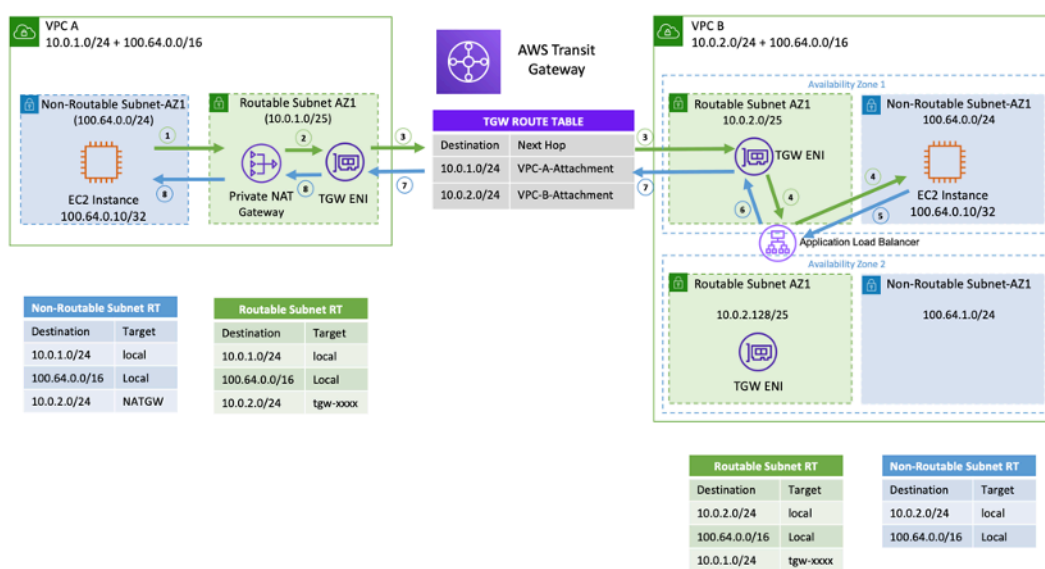 VPC A
10.0.1.0/24 + 100.64.0.0/16
Non-Routable Subnet-AZ1
(100.64.0.0/24)
1
EC2 Instance
100.64.0.10/32
8
Routable Subnet AZ1
(10.0.1.0/25)
2
8
Private NAT
Gateway
TGW ENI
3
7
AWS Transit
Gateway
TGW ROUTE TABLE
Destination Next Hop
10.0.1.0/24 VPC-A-Attachment
10.0.2.0/24 VPC-B-Attachment
3
7
VPC B
10.0.2.0/24 + 100.64.0.0/16
Availability Zone 1
Routable Subnet AZ1
10.0.2.0/25
TGW ENI
4
6
Non-Routable Subnet-AZ1
100.64.0.0/24
4
5
EC2 Instance
100.64.0.10/32
Application Load Balancer
Availability Zone 2
Routable Subnet AZ1
10.0.2.128/25
TGW ENI
Non-Routable Subnet-AZ1
100.64.1.0/24
Non-Routable Subnet RT
Destination Target
10.0.1.0/24 local
100.64.0.0/16 Local
10.0.2.0/24 NATGW
Routable Subnet RT
Destination Target
10.0.1.0/24 local
100.64.0.0/16 Local
10.0.2.0/24 tgw-xxxx
Routable Subnet RT
Destination Target
10.0.2.0/24 local
100.64.0.0/16 Local
10.0.1.0/24 tgw-xxxx
Non-Routable Subnet RT
Destination Target
10.0.2.0/24 local
100.64.0.0/16 Local